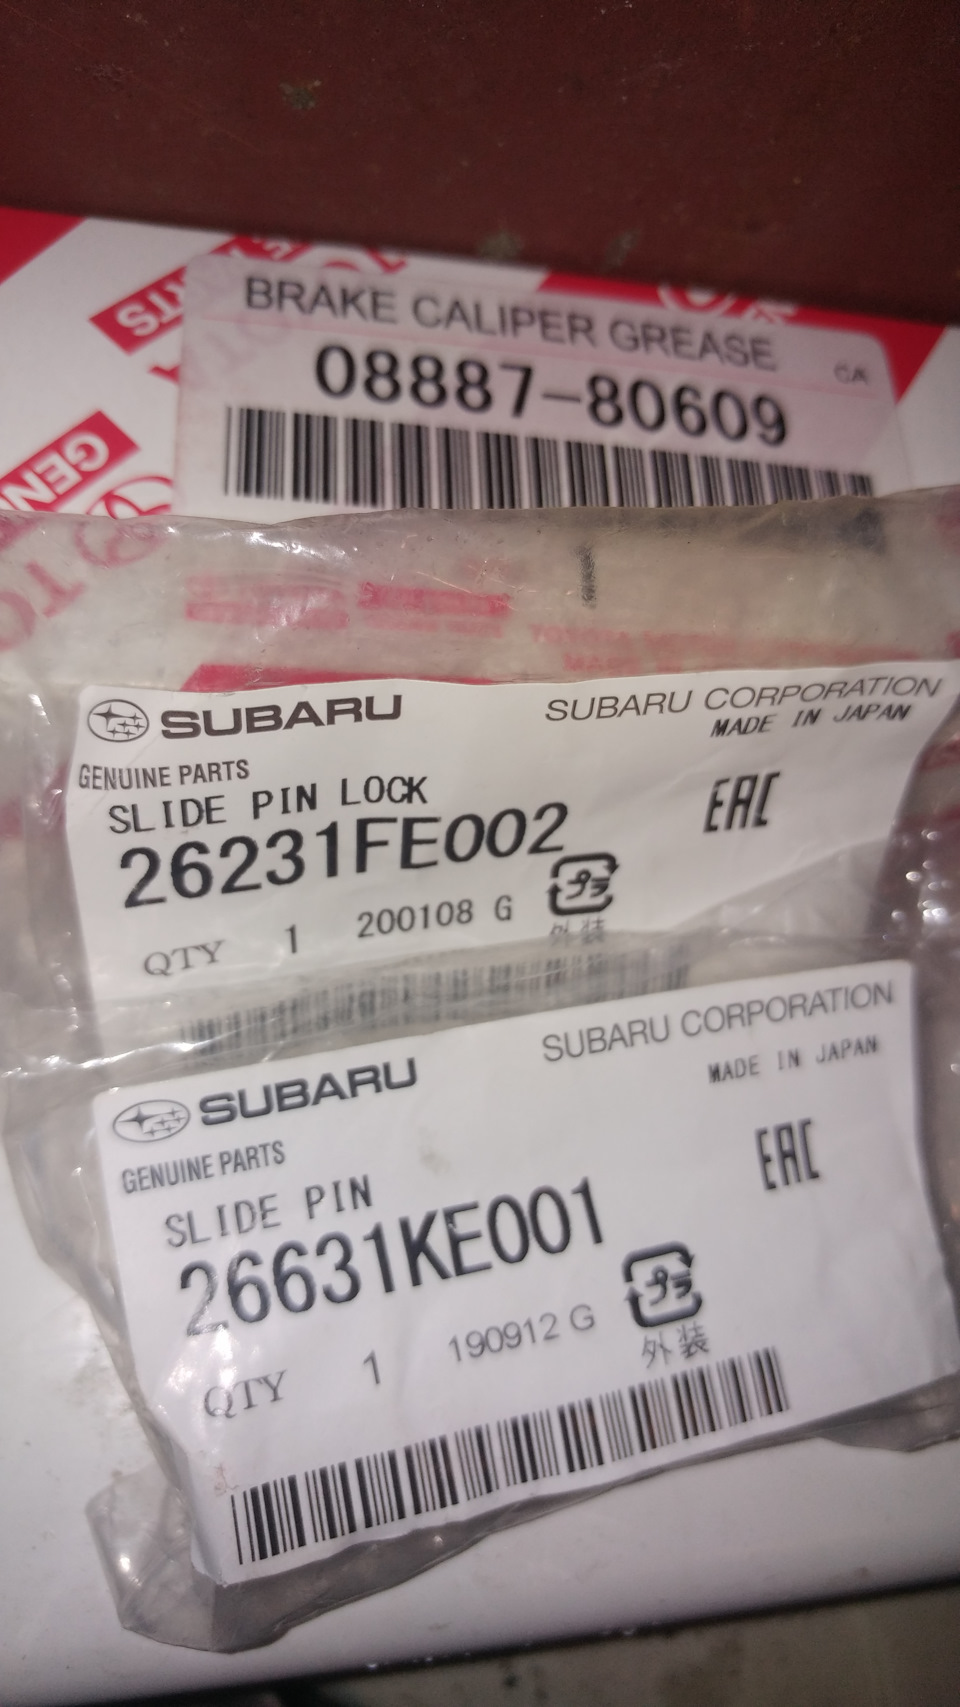 BRAKE CALIPER GREASE
CA
08887-80609
SUBARU
SUBARU CORPORATION
MADE IN JAPAN
GENUINE PARTS
SLIDE PIN LOCK
EAC
26231FE002
プラ
外装
QTY 1 200108 G
SUBARU
SUBARU CORPORATION
MADE IN JAPAN
GENUINE PARTS
SLIDE PIN
EAC
26631KE001
プラ
外装
QTY 1 190912 G